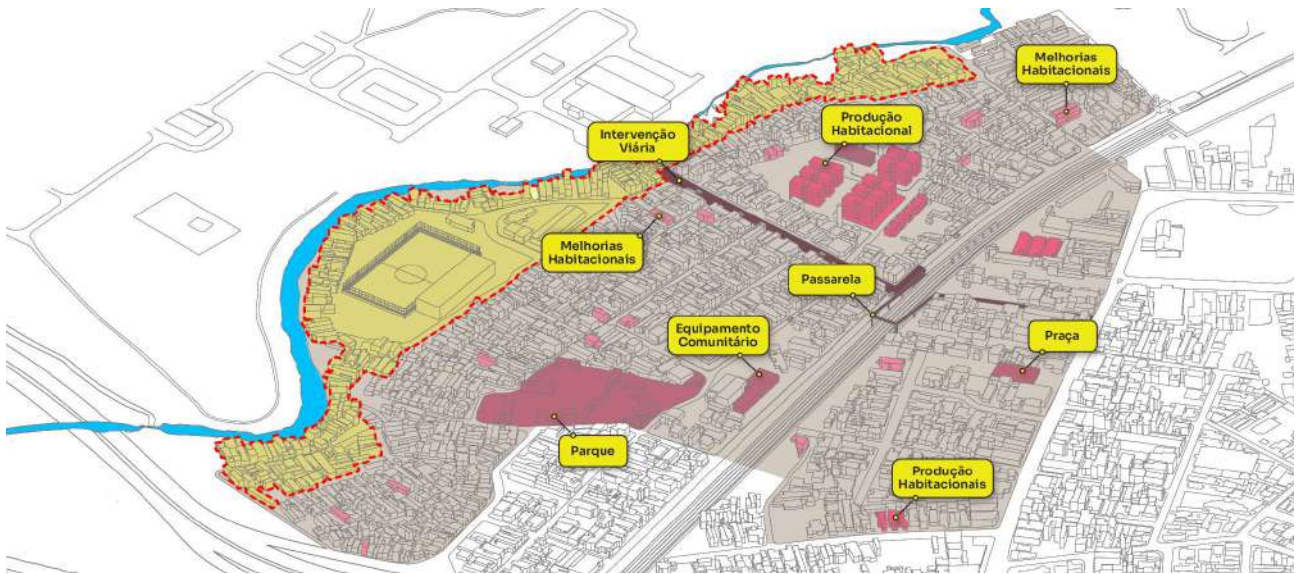 Melhorias
Habitacionais
Produção
Habitacional
Intervenção
Viária
Melhorias
Habitacionais
Passarela
Equipamento
Comunitário
Praça
Parque
Produção
Habitacionais